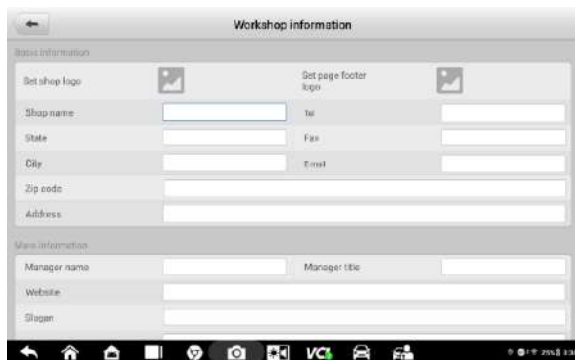 Workshop information
Basic information
Set shop logo
Set page footer
logo
Shop name
Tel
State
Fax
City
E-mail
Zip code
Address
More information
Manager name
Manager title
Website
Slogan
VCI